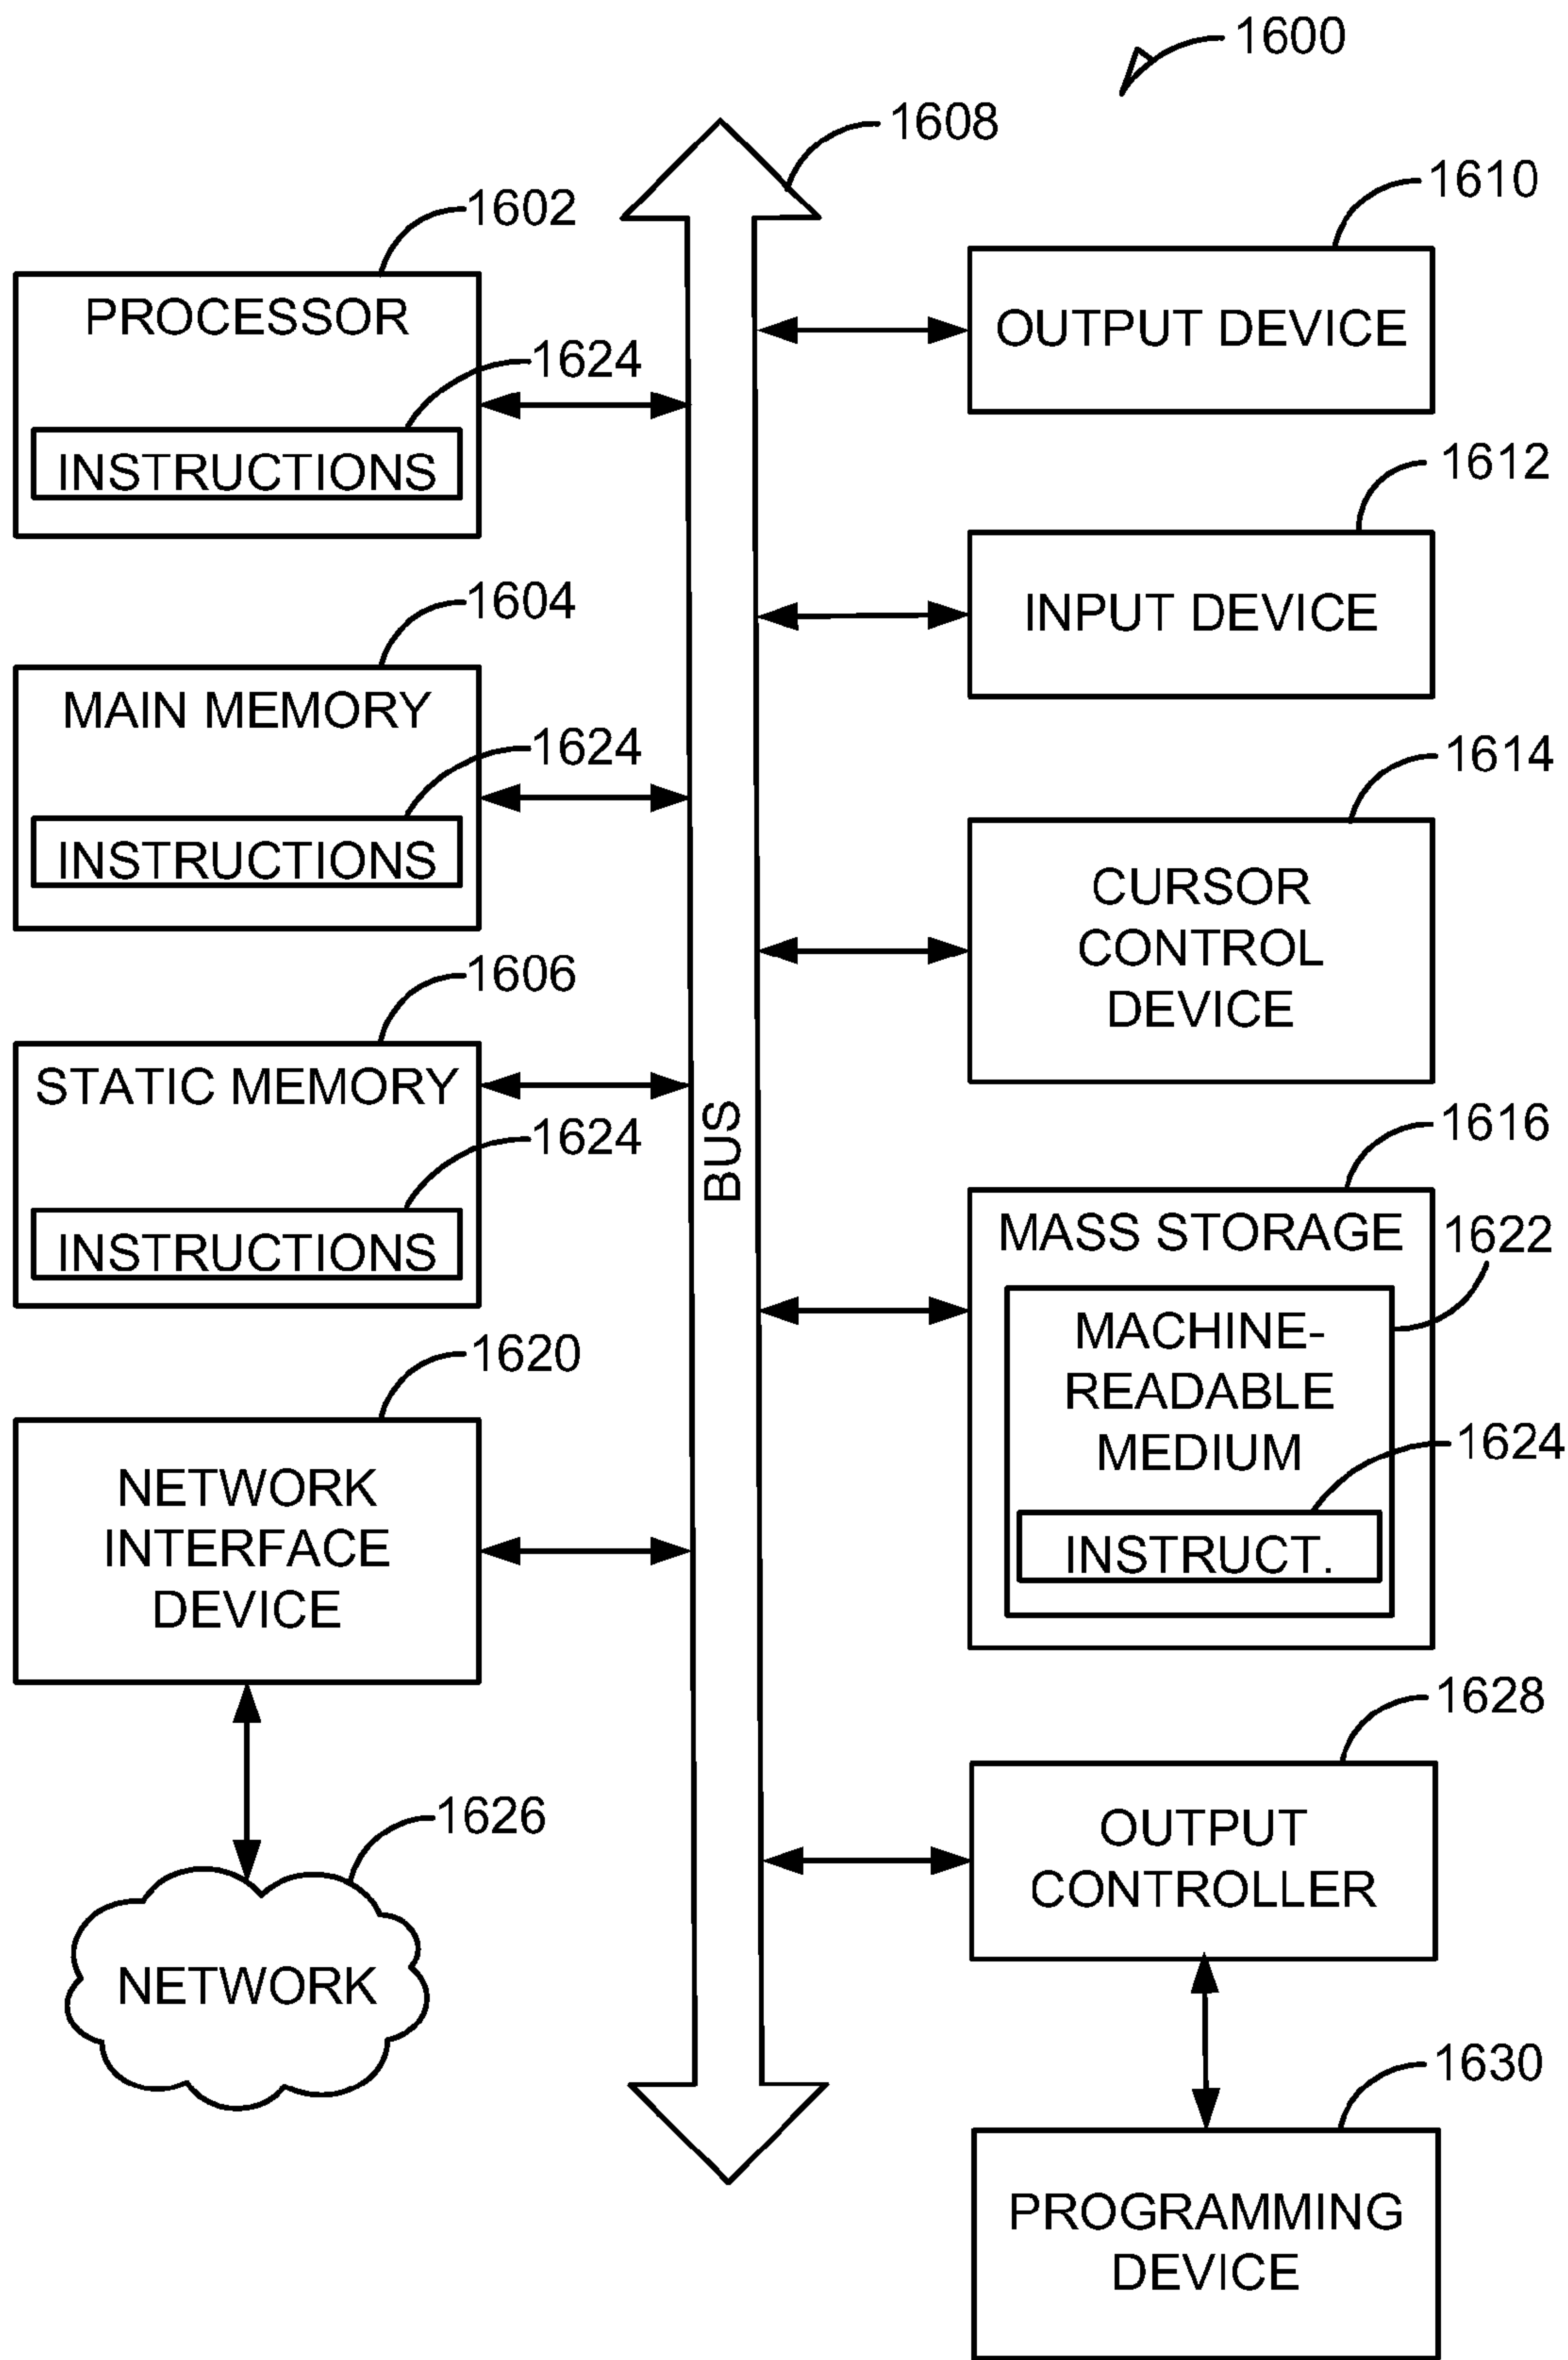 1600
1608
1602
PROCESSOR
1624
INSTRUCTIONS
1604
MAIN MEMORY
1624
INSTRUCTIONS
1606
STATIC MEMORY
1624
INSTRUCTIONS
1620
NETWORK
INTERFACE
DEVICE
1626
NETWORK
BUS
1610
OUTPUT DEVICE
1612
INPUT DEVICE
1614
CURSOR
CONTROL
DEVICE
1616
MASS STORAGE
1622
MACHINE-
READABLE
MEDIUM
1624
INSTRUCT.
1628
OUTPUT
CONTROLLER
1630
PROGRAMMING
DEVICE